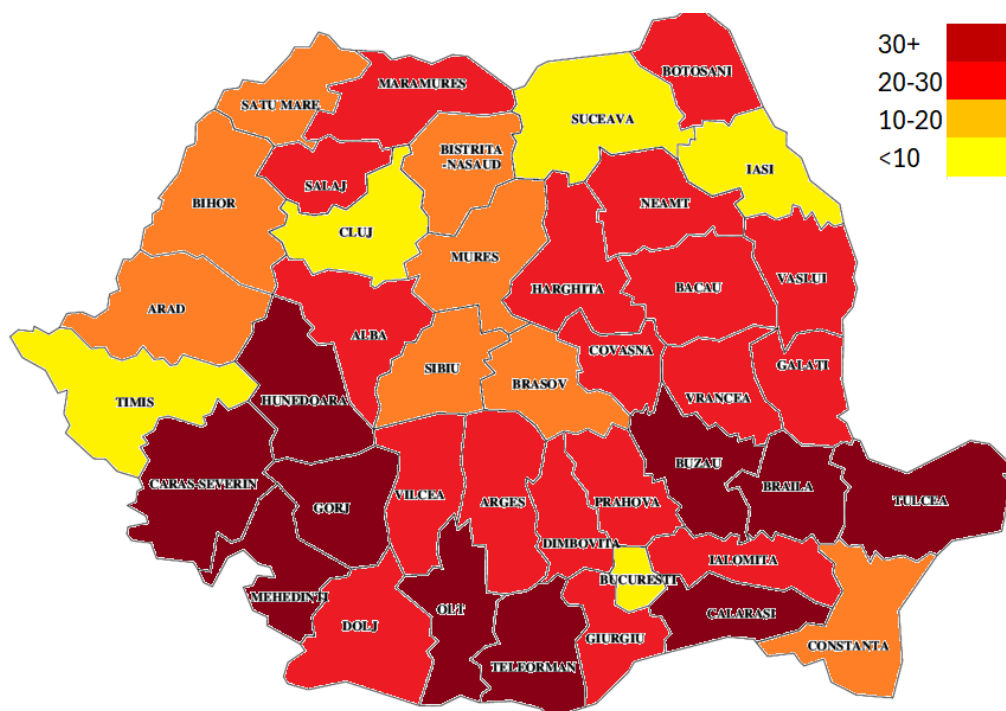 30+
20-30
10-20
<10
BOTOSANI
MARAMURES
SATU MARE
SUCEAVA
BISTRITA
-NASAUD
IASI
SALAJ
NEAMT
BIHOR
CLUJ
MURES
HARGHITA
BACAU
VASLUI
ARAD
ALBA
COVASNA
GALATI
SIBIU
BRASOV
TIMIS
HUNEDOARA
VRANCEA
BUZAU
CARAS-SEVERIN
BRAILA
VILCEA
ARGES
PRAHOVA
TULCEA
GORJ
DIMBOVITA
IALOMITA
BUCURESTI
MEHEDINTI
OLT
CALARASI
DOLJ
GIURGIU
CONSTANTA
TELEORMAN